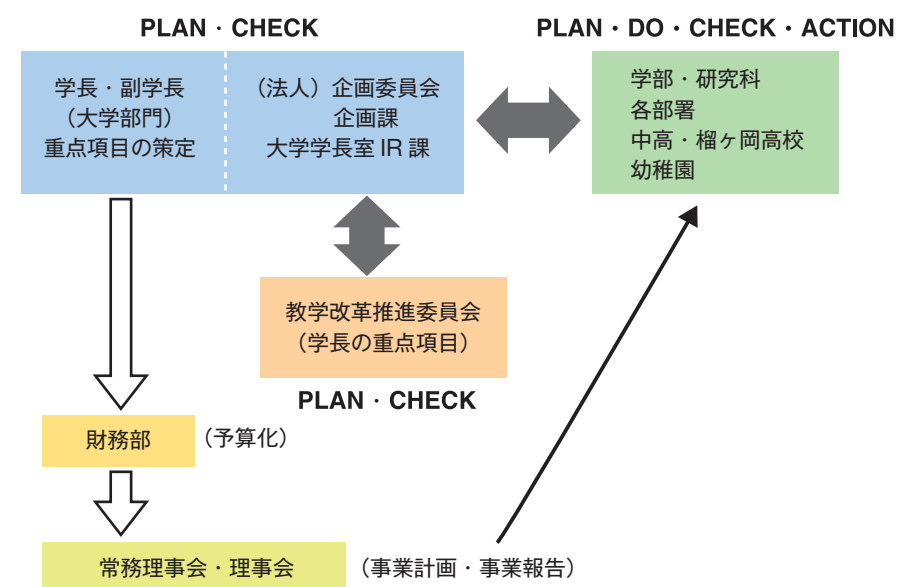 PLAN・CHECK
PLAN・DO・CHECK・ACTION
学長・副学長
（大学部門）
重点項目の策定
（法人）企画委員会
企画課
大学学長室 IR 課
学部・研究科
各部署
中高・榴ヶ岡高校
幼稚園
教学改革推進委員会
（学長の重点項目）
PLAN・CHECK
財務部
（予算化）
常務理事会・理事会
（事業計画・事業報告）